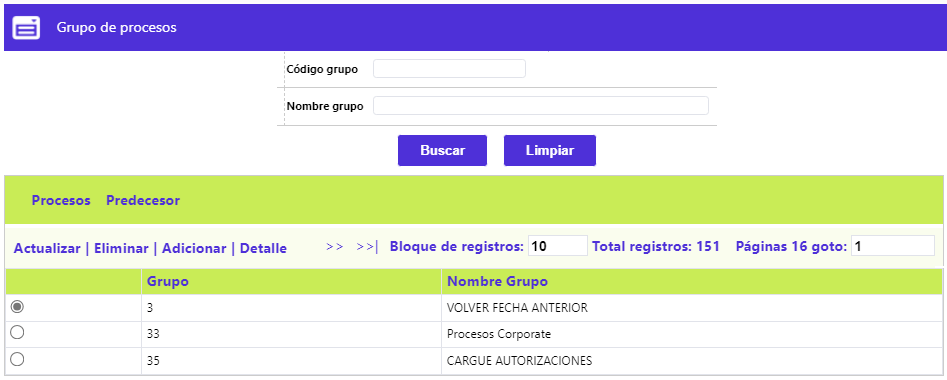 Grupo de procesos
Código grupo
Nombre grupo
Buscar Limpiar
Procesos Predecesor
Actualizar | Eliminar | Adicionar | Detalle >> >>| Bloque de registros: 10 Total registros: 151 Páginas 16 goto: 1
Grupo Nombre Grupo
3 VOLVER FECHA ANTERIOR
33 Procesos Corporate
35 CARGUE AUTORIZACIONES